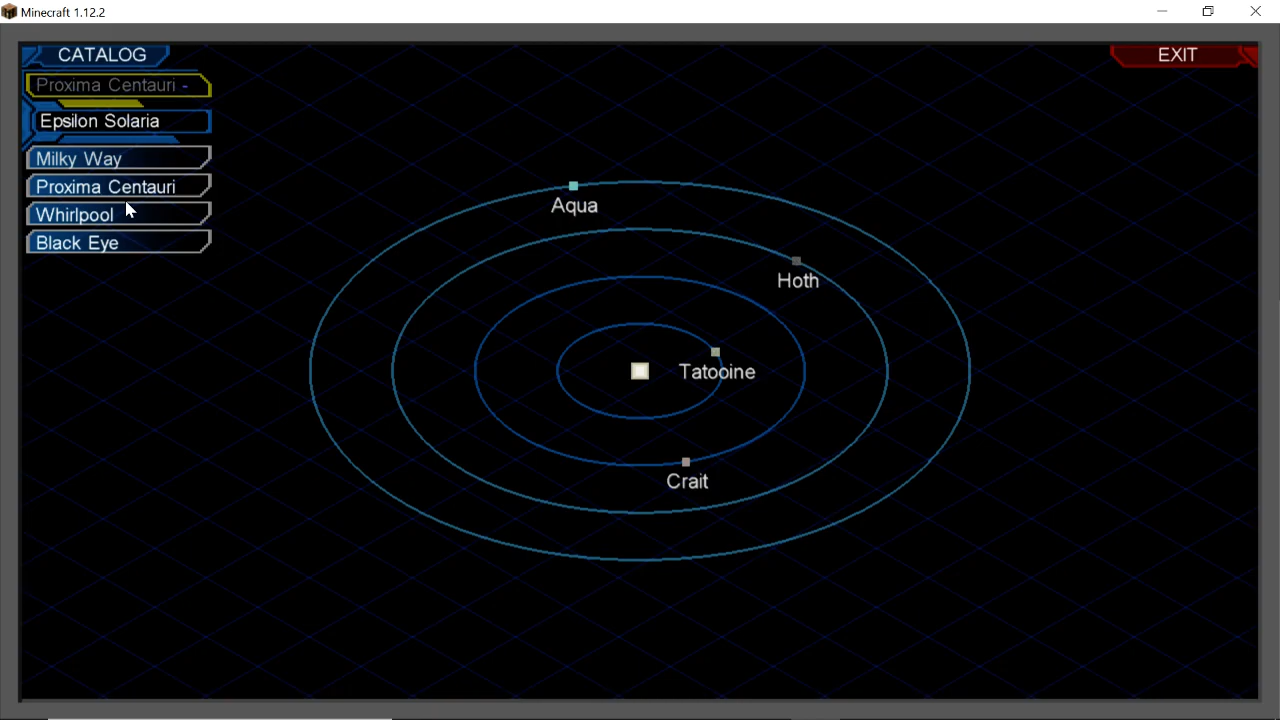 Minecraft 1.12.2
CATALOG
EXIT
Proxima Centauri -
Epsilon Solaria
Milky Way
Proxima Centauri
Whirlpool
Black Eye
Aqua
Hoth
Tatooine
Crait